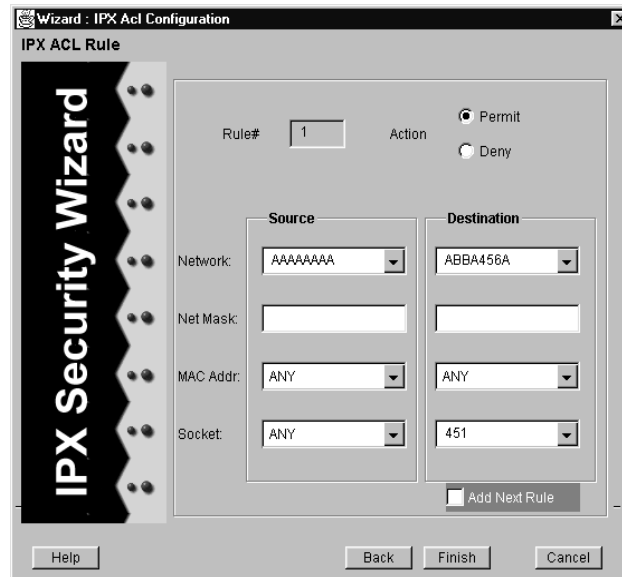 Wizard : IPX Acl Configuration
IPX ACL Rule
IPX Security Wizard
Rule# 1 Action Permit
Deny
Source Destination
Network: AAAAAAAA ABBA456A
Net Mask:
MAC Addr: ANY ANY
Socket: ANY 451
Add Next Rule
Help Back Finish Cancel